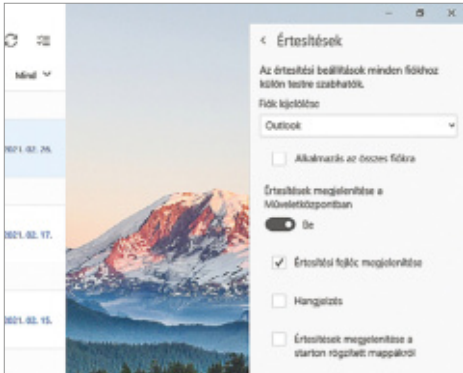 Értesítések
Az értesítési beállítások minden fiókhoz
külön testre szabhatók.
Fiók kijelölése
Outlook
Alkalmazás az összes fiókra
Értesítések megjelenítése a
Műveletközpontban
Be
Értesítési fejléc megjelenítése
Hangjelzés
Értesítések megjelenítése a
starton rögzített mappákról
Mind
2021. 02. 26.
2021. 02. 17.
2021. 02. 15.